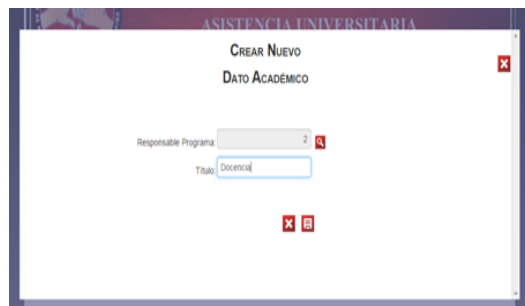 ASISTENCIA UNIVERSITARIA
CREAR NUEVO
DATO ACADÉMICO
Responsable Programa: 2
Título: Docencia